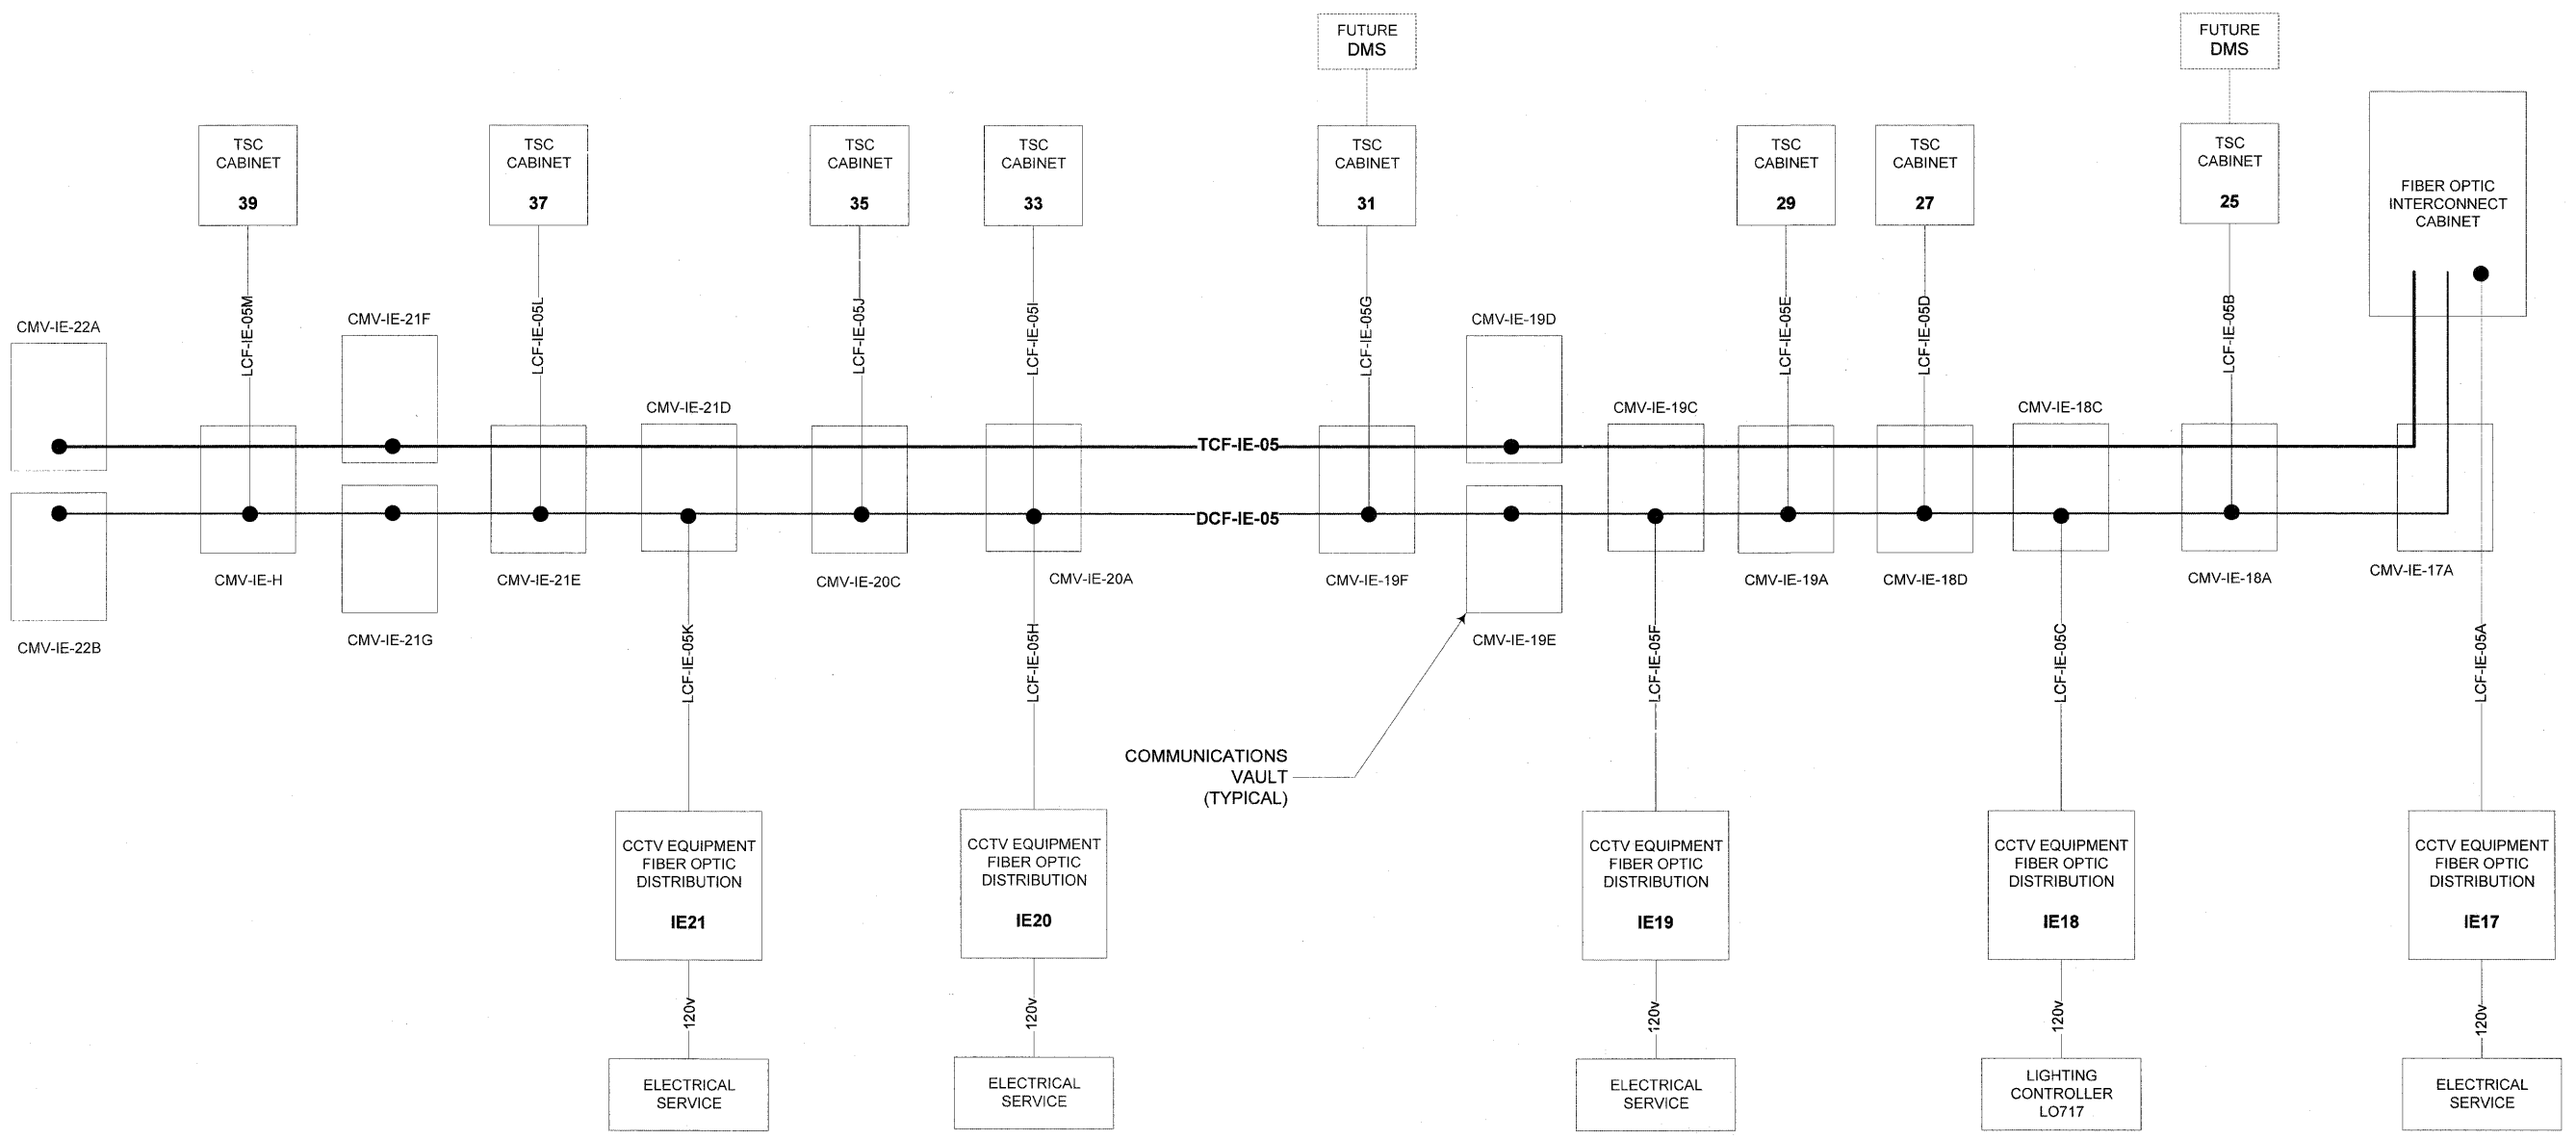 FUTURE
DMS
FUTURE
DMS
TSC
CABINET
39
TSC
CABINET
37
TSC
CABINET
35
TSC
CABINET
33
TSC
CABINET
31
TSC
CABINET
29
TSC
CABINET
27
TSC
CABINET
25
FIBER OPTIC
INTERCONNECT
CABINET
LCF-IE-05M
LCF-IE-05L
LCF-IE-05J
LCF-IE-05I
LCF-IE-05G
LCF-IE-05E
LCF-IE-05D
LCF-IE-05B
CMV-IE-22A
CMV-IE-21F
CMV-IE-19D
CMV-IE-21D
CMV-IE-19C
CMV-IE-18C
TCF-IE-05
DCF-IE-05
CMV-IE-H
CMV-IE-21E
CMV-IE-20C
CMV-IE-20A
CMV-IE-19F
CMV-IE-19A
CMV-IE-18D
CMV-IE-18A
CMV-IE-17A
CMV-IE-22B
CMV-IE-21G
CMV-IE-19E
LCF-IE-05K
LCF-IE-05H
LCF-IE-05F
LCF-IE-05C
LCF-IE-05A
COMMUNICATIONS
VAULT
(TYPICAL)
CCTV EQUIPMENT
FIBER OPTIC
DISTRIBUTION
IE21
CCTV EQUIPMENT
FIBER OPTIC
DISTRIBUTION
IE20
CCTV EQUIPMENT
FIBER OPTIC
DISTRIBUTION
IE19
CCTV EQUIPMENT
FIBER OPTIC
DISTRIBUTION
IE18
CCTV EQUIPMENT
FIBER OPTIC
DISTRIBUTION
IE17
120v
120v
120v
120v
120v
ELECTRICAL
SERVICE
ELECTRICAL
SERVICE
ELECTRICAL
SERVICE
LIGHTING
CONTROLLER
LO717
ELECTRICAL
SERVICE